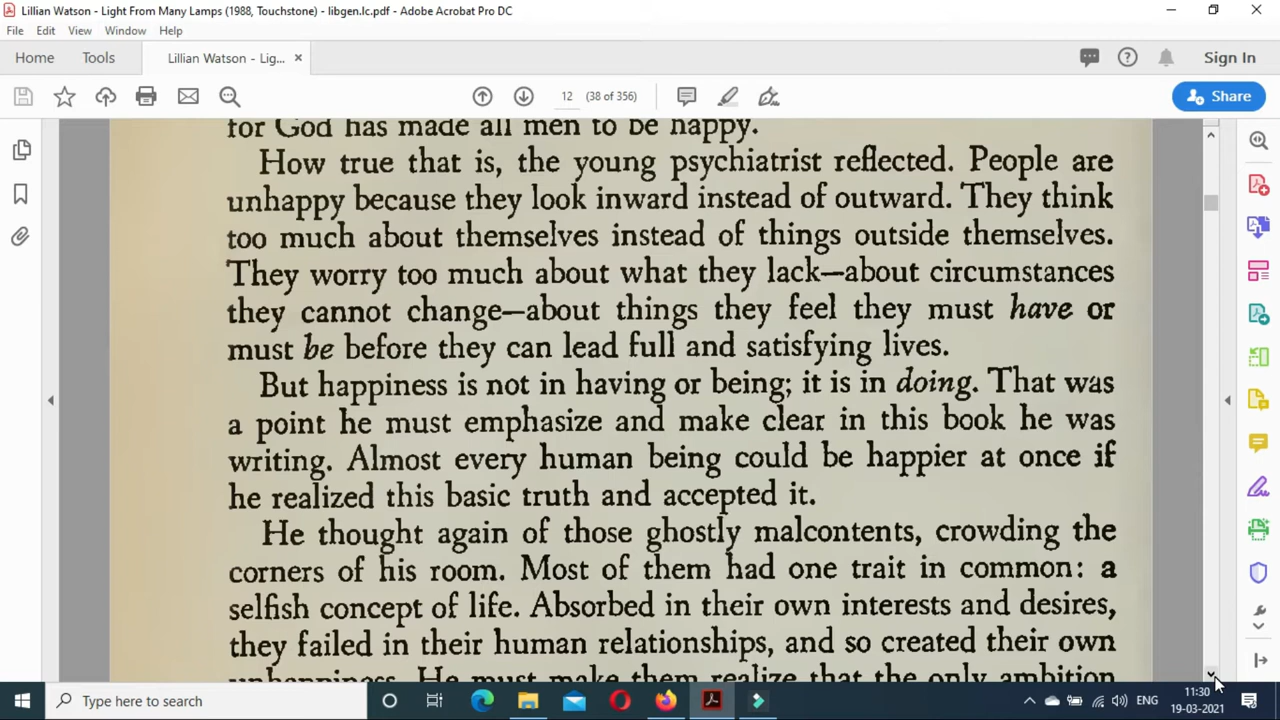 Lillian Watson - Light From Many Lamps (1988, Touchstone) - libgen.lc.pdf - Adobe Acrobat Pro DC
File Edit View Window Help
Home Tools Lillian Watson - Lig... Sign In
12 (38 of 356) Share
for God has made all men to be happy.
How true that is, the young psychiatrist reflected. People are
unhappy because they look inward instead of outward. They think
too much about themselves instead of things outside themselves.
They worry too much about what they lack—about circumstances
they cannot change—about things they feel they must have or
must be before they can lead full and satisfying lives.
But happiness is not in having or being; it is in doing. That was
a point he must emphasize and make clear in this book he was
writing. Almost every human being could be happier at once if
he realized this basic truth and accepted it.
He thought again of those ghostly malcontents, crowding the
corners of his room. Most of them had one trait in common: a
selfish concept of life. Absorbed in their own interests and desires,
they failed in their human relationships, and so created their own
unhappiness. He must make them realize that the only ambition
Type here to search
ENG
11:30
19-03-2021